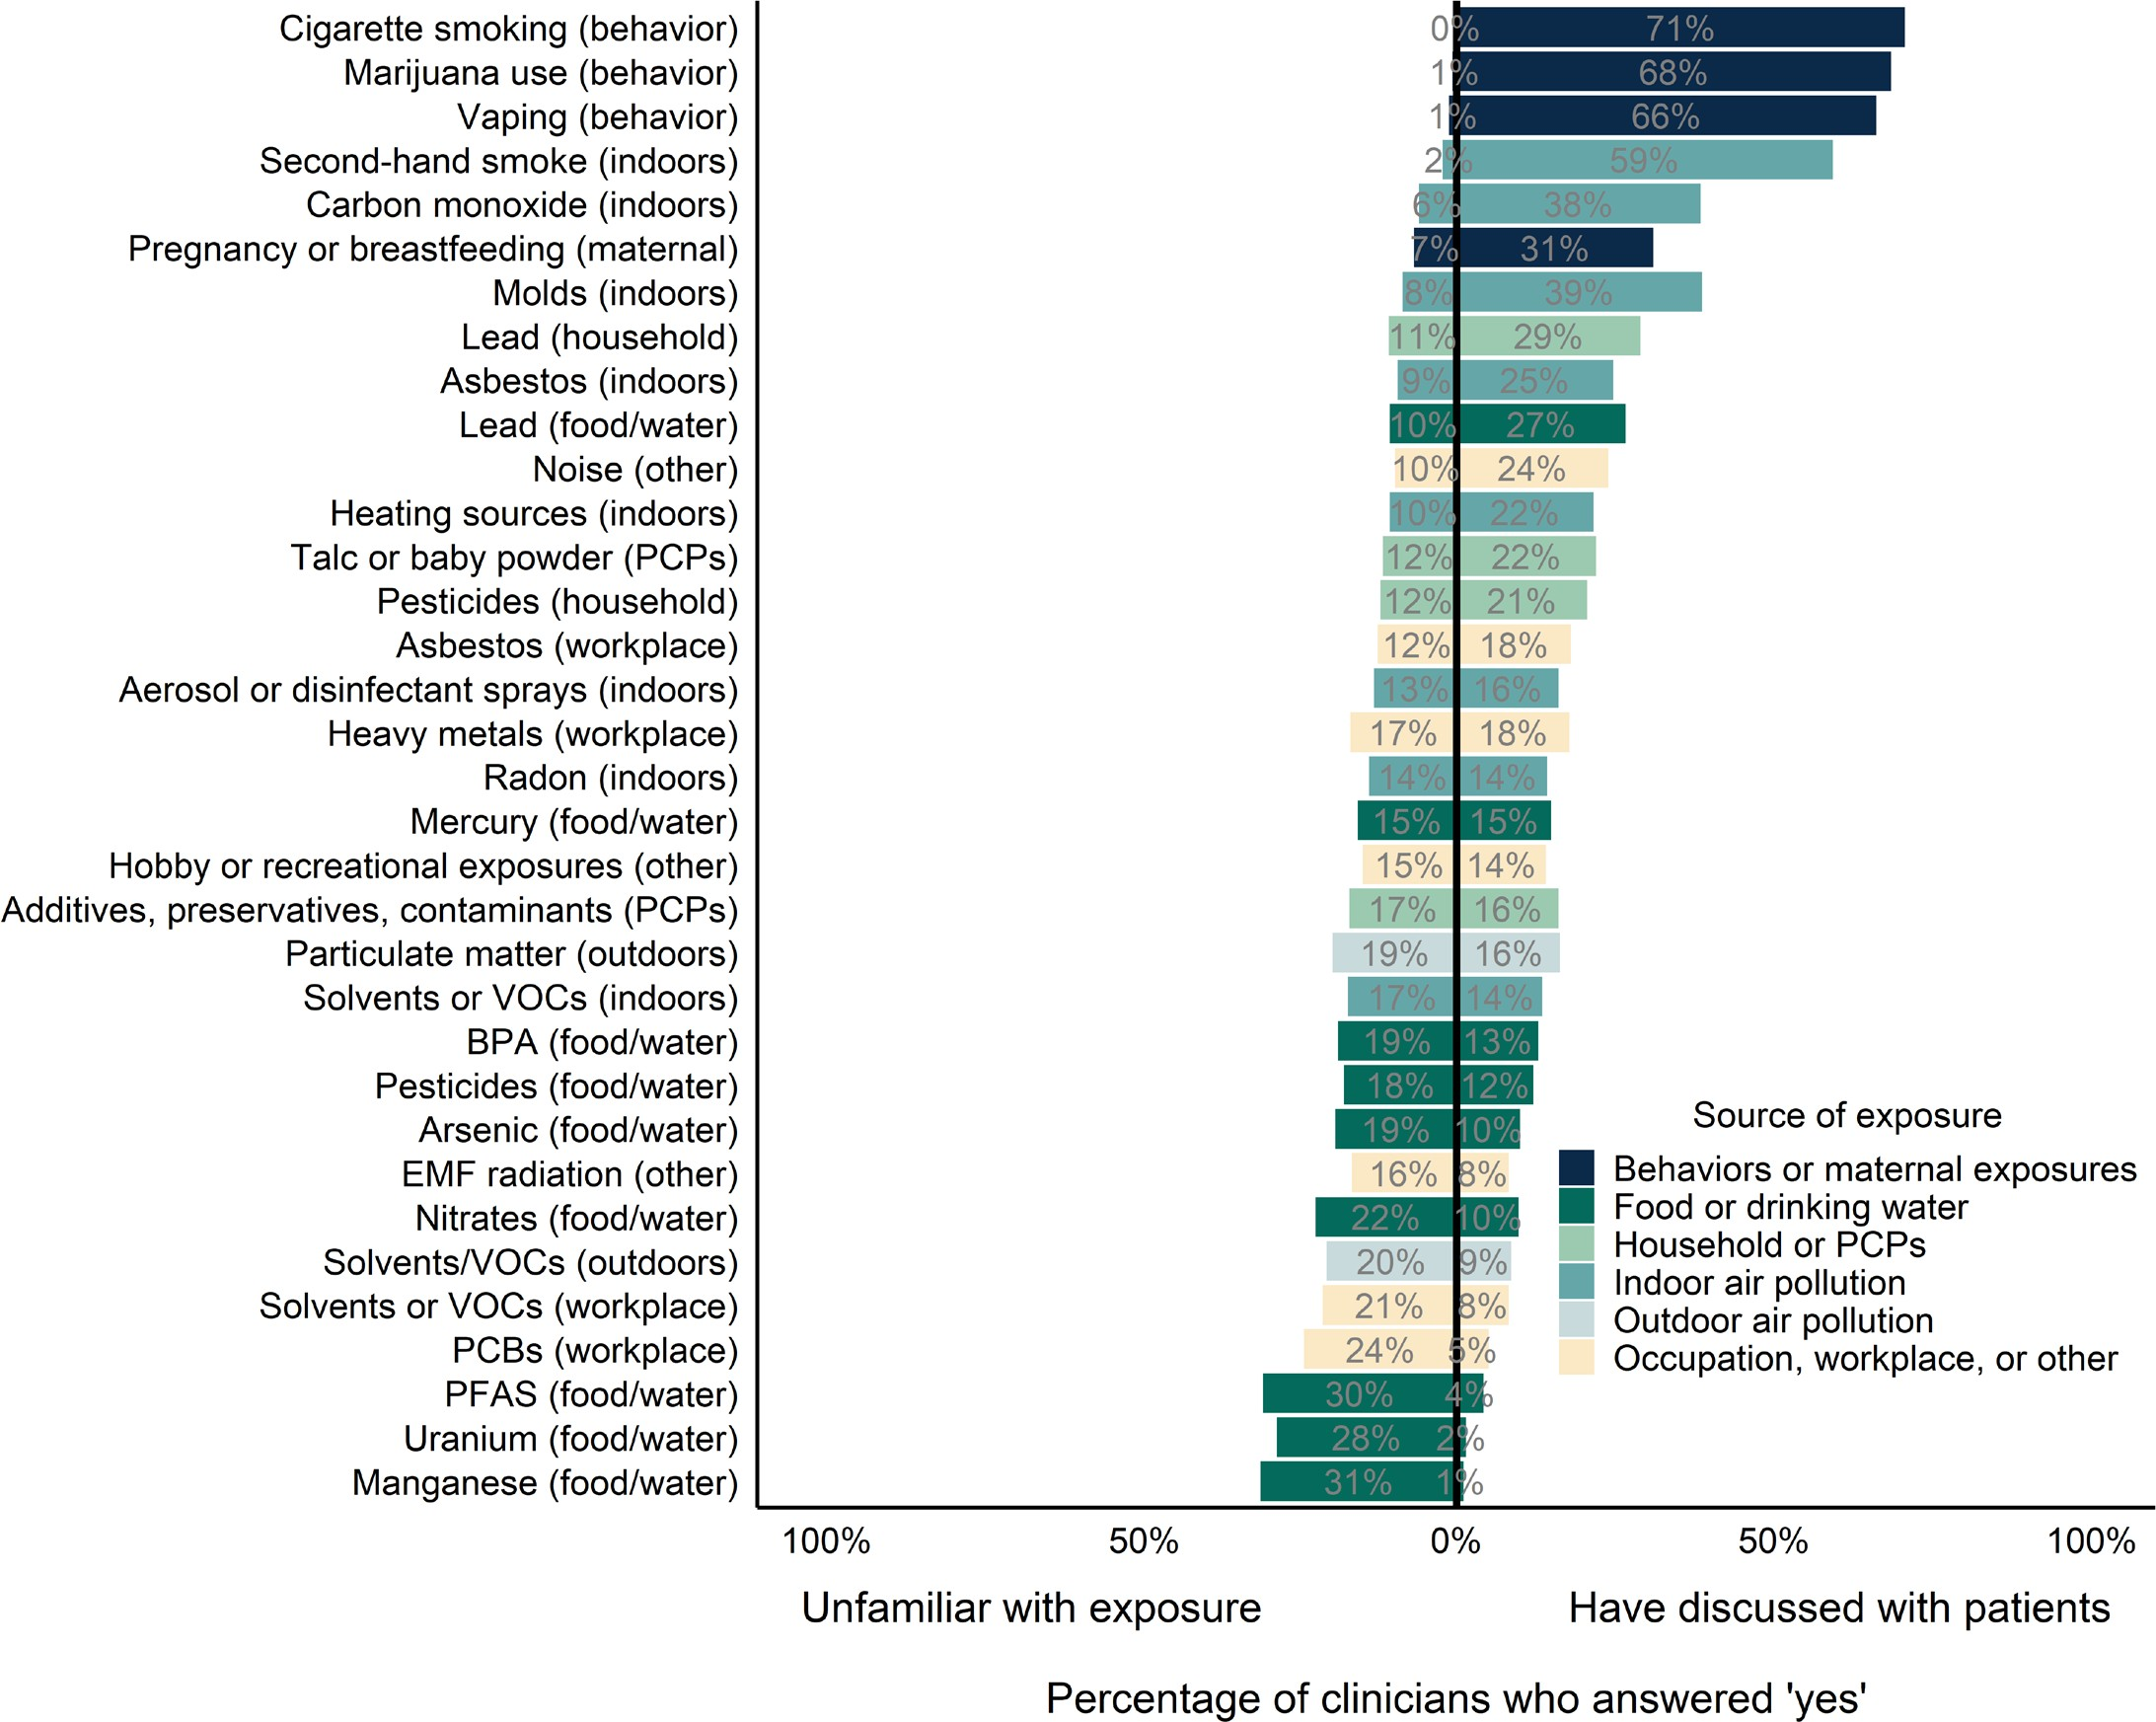 Cigarette smoking (behavior) 0% 71%
Marijuana use (behavior) 1% 68%
Vaping (behavior) 1% 66%
Second-hand smoke (indoors) 2% 59%
Carbon monoxide (indoors) 6% 38%
Pregnancy or breastfeeding (maternal) 7% 31%
Molds (indoors) 8% 39%
Lead (household) 11% 29%
Asbestos (indoors) 9% 25%
Lead (food/water) 10% 27%
Noise (other) 10% 24%
Heating sources (indoors) 10% 22%
Talc or baby powder (PCPs) 12% 22%
Pesticides (household) 12% 21%
Asbestos (workplace) 12% 18%
Aerosol or disinfectant sprays (indoors) 13% 16%
Heavy metals (workplace) 17% 18%
Radon (indoors) 14% 14%
Mercury (food/water) 15% 15%
Hobby or recreational exposures (other) 15% 14%
Additives, preservatives, contaminants (PCPs) 17% 16%
Particulate matter (outdoors) 19% 16%
Solvents or VOCs (indoors) 17% 14%
BPA (food/water) 19% 13%
Pesticides (food/water) 18% 12%
Arsenic (food/water) 19% 10%
EMF radiation (other) 16% 8%
Nitrates (food/water) 22% 10%
Solvents/VOCs (outdoors) 20% 9%
Solvents or VOCs (workplace) 21% 8%
PCBs (workplace) 24% 5%
PFAS (food/water) 30% 4%
Uranium (food/water) 28% 2%
Manganese (food/water) 31% 1%
Source of exposure
Behaviors or maternal exposures
Food or drinking water
Household or PCPs
Indoor air pollution
Outdoor air pollution
Occupation, workplace, or other
100% 50% 0% 50% 100%
Unfamiliar with exposure Have discussed with patients
Percentage of clinicians who answered 'yes'